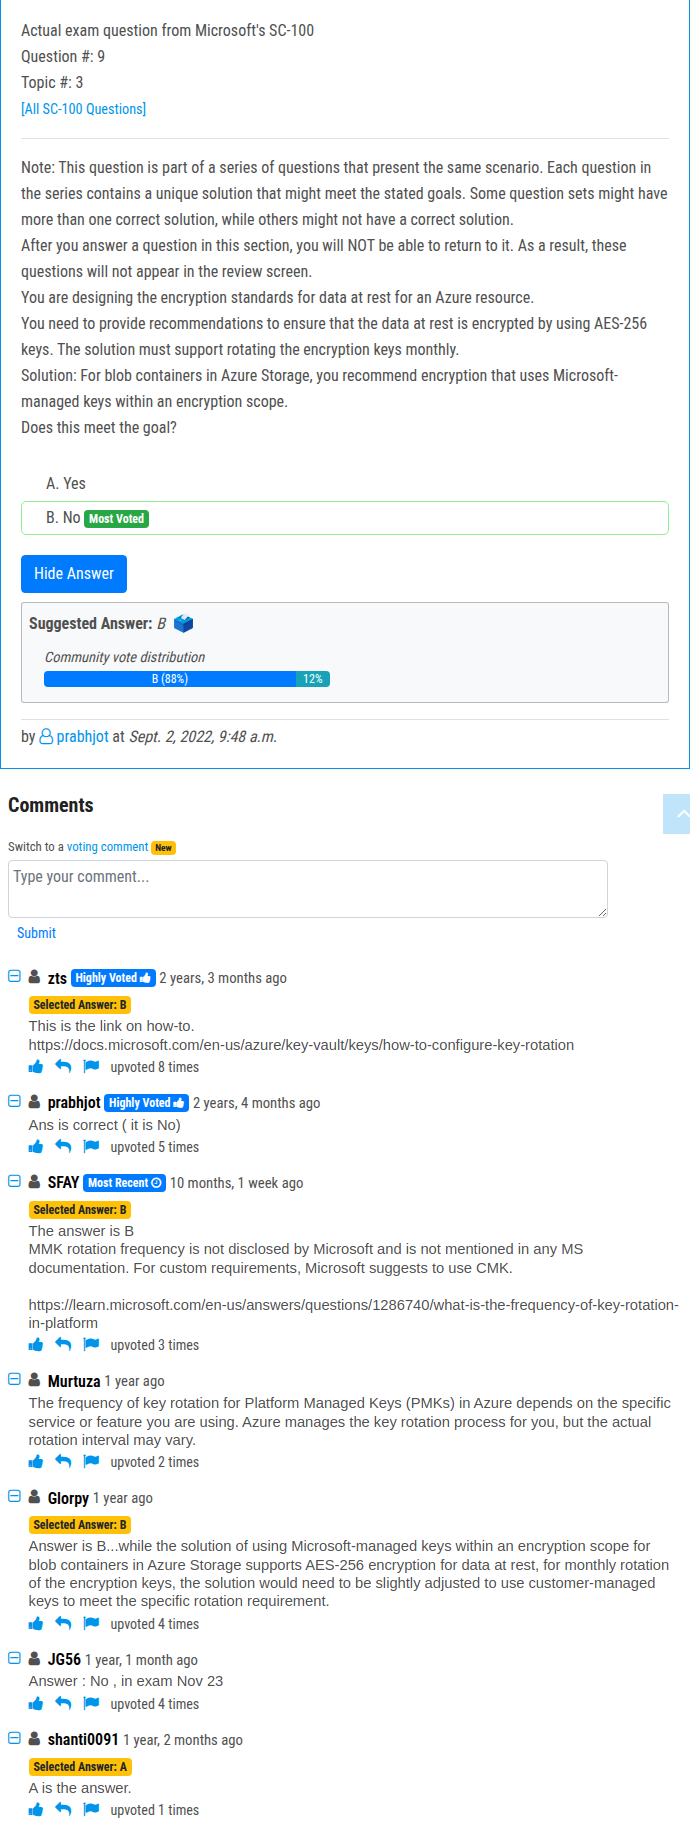 Actual exam question from Microsoft's SC-100
Question #: 9
Topic #: 3
[All SC-100 Questions]
Note: This question is part of a series of questions that present the same scenario. Each question in
the series contains a unique solution that might meet the stated goals. Some question sets might have
more than one correct solution, while others might not have a correct solution.
After you answer a question in this section, you will NOT be able to return to it. As a result, these
questions will not appear in the review screen.
You are designing the encryption standards for data at rest for an Azure resource.
You need to provide recommendations to ensure that the data at rest is encrypted by using AES-256
keys. The solution must support rotating the encryption keys monthly.
Solution: For blob containers in Azure Storage, you recommend encryption that uses Microsoft-
managed keys within an encryption scope.
Does this meet the goal?
A. Yes
B. No Most Voted
Hide Answer
Suggested Answer: B
Community vote distribution
B (88%) 12%
by prabhjot at Sept. 2, 2022, 9:48 a.m.
Comments
Switch to a voting comment New
Type your comment...
Submit
zts Highly Voted 2 years, 3 months ago
Selected Answer: B
This is the link on how-to.
https://docs.microsoft.com/en-us/azure/key-vault/keys/how-to-configure-key-rotation
upvoted 8 times
prabhjot Highly Voted 2 years, 4 months ago
Ans is correct ( it is No)
upvoted 5 times
SFAY Most Recent 10 months, 1 week ago
Selected Answer: B
The answer is B
MMK rotation frequency is not disclosed by Microsoft and is not mentioned in any MS
documentation. For custom requirements, Microsoft suggests to use CMK.
https://learn.microsoft.com/en-us/answers/questions/1286740/what-is-the-frequency-of-key-rotation-
in-platform
upvoted 3 times
Murtuza 1 year ago
The frequency of key rotation for Platform Managed Keys (PMKs) in Azure depends on the specific
service or feature you are using. Azure manages the key rotation process for you, but the actual
rotation interval may vary.
upvoted 2 times
Glorpy 1 year ago
Selected Answer: B
Answer is B...while the solution of using Microsoft-managed keys within an encryption scope for
blob containers in Azure Storage supports AES-256 encryption for data at rest, for monthly rotation
of the encryption keys, the solution would need to be slightly adjusted to use customer-managed
keys to meet the specific rotation requirement.
upvoted 4 times
JG56 1 year, 1 month ago
Answer : No , in exam Nov 23
upvoted 4 times
shanti0091 1 year, 2 months ago
Selected Answer: A
A is the answer.
upvoted 1 times